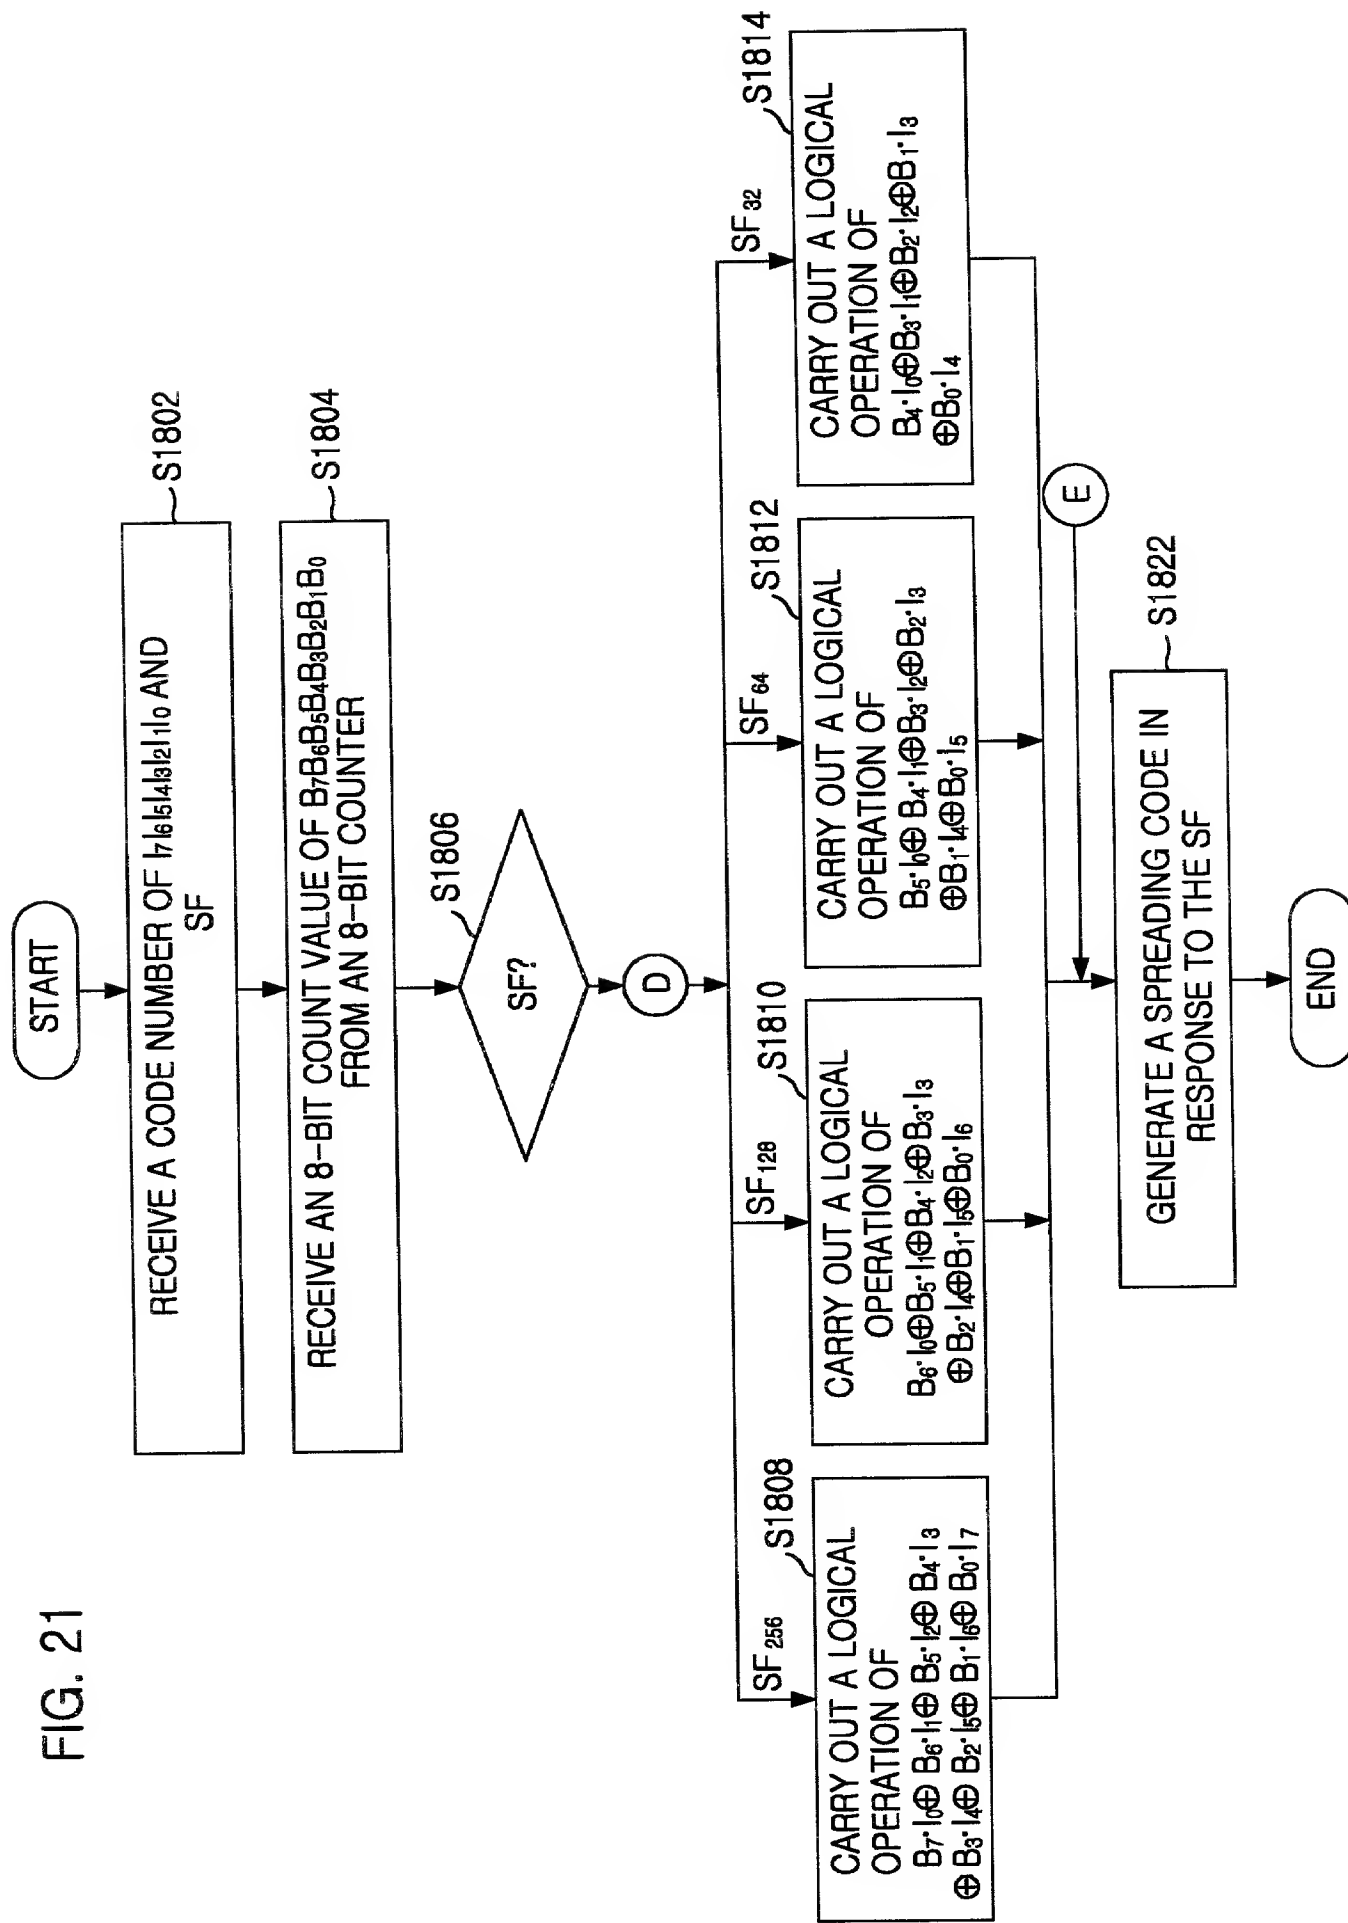 FIG. 21
START
S1802
RECEIVE A CODE NUMBER OF I₇I₆I₅I₄I₃I₂I₁I₀ AND
SF
S1804
RECEIVE AN 8-BIT COUNT VALUE OF B₇B₆B₅B₄B₃B₂B₁B₀
FROM AN 8-BIT COUNTER
S1806
SF?
D
SF₂₅₆
S1808
CARRY OUT A LOGICAL
OPERATION OF
B₇·I₀⊕ B₆·I₁⊕ B₅·I₂⊕ B₄·I₃
⊕ B₃·I₄⊕ B₂·I₅⊕ B₁·I₆⊕ B₀·I₇
SF₁₂₈
S1810
CARRY OUT A LOGICAL
OPERATION OF
B₆·I₀⊕B₅·I₁⊕B₄·I₂⊕B₃·I₃
⊕B₂·I₄⊕B₁·I₅⊕B₀·I₆
SF₆₄
S1812
CARRY OUT A LOGICAL
OPERATION OF
B₅·I₀⊕ B₄·I₁⊕B₃·I₂⊕B₂·I₃
⊕B₁·I₄⊕B₀·I₅
SF₃₂
S1814
CARRY OUT A LOGICAL
OPERATION OF
B₄·I₀⊕B₃·I₁⊕B₂·I₂⊕B₁·I₃
⊕B₀·I₄
E
S1822
GENERATE A SPREADING CODE IN
RESPONSE TO THE SF
END